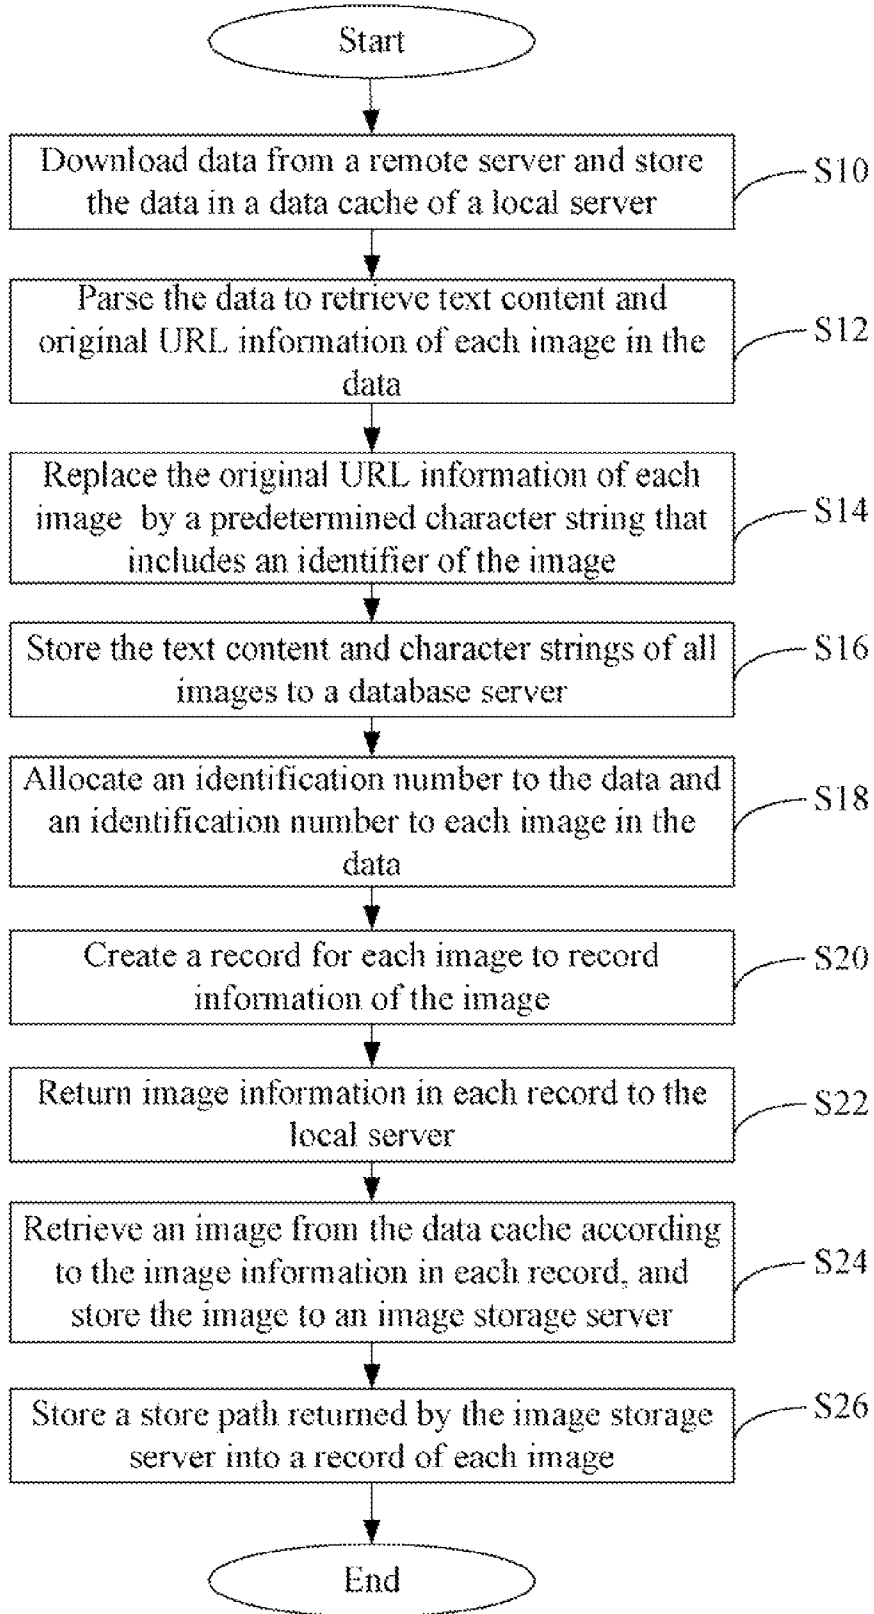 Start
Download data from a remote server and store
the data in a data cache of a local server
S10
Parse the data to retrieve text content and
original URL information of each image in the
data
S12
Replace the original URL information of each
image by a predetermined character string that
includes an identifier of the image
S14
Store the text content and character strings of all
images to a database server
S16
Allocate an identification number to the data and
an identification number to each image in the
data
S18
Create a record for each image to record
information of the image
S20
Return image information in each record to the
local server
S22
Retrieve an image from the data cache according
to the image information in each record, and
store the image to an image storage server
S24
Store a store path returned by the image storage
server into a record of each image
S26
End